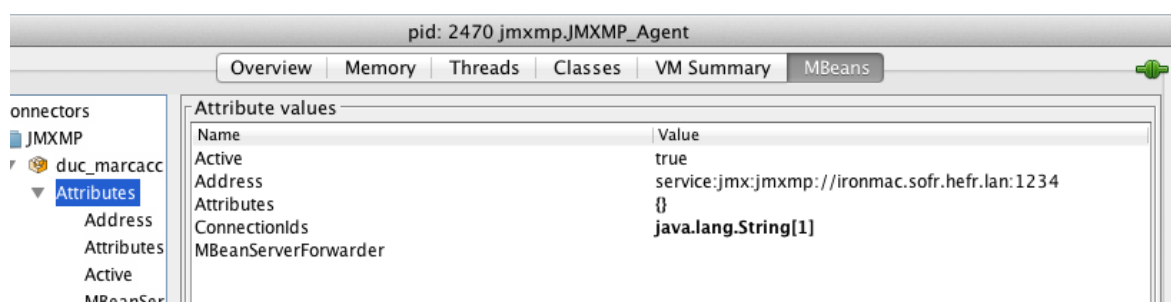 pid: 2470 jmxmp.JMXMP_Agent
Overview Memory Threads Classes VM Summary MBeans
onnectors
JMXMP
duc_marcacc
Attributes
Address
Attributes
Active
MBeanSer
Attribute values
Name Value
Active true
Address service:jmx:jmxmp://ironmac.sofr.hefr.lan:1234
Attributes {}
ConnectionIds java.lang.String[1]
MBeanServerForwarder